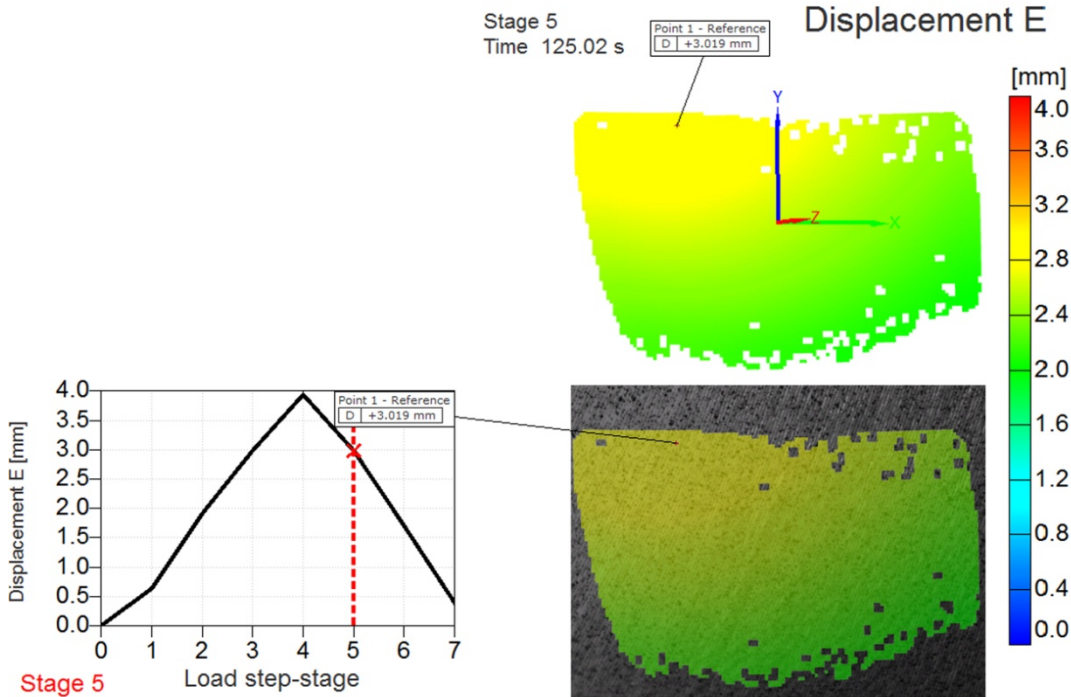 Stage 5
Time 125.02 s
Point 1 - Reference
D +3.019 mm
Displacement E
[mm]
4.0
3.6
3.2
2.8
2.4
2.0
1.6
1.2
0.8
0.4
0.0
Y
Z
X
Displacement E [mm]
4.0
3.5
3.0
2.5
2.0
1.5
1.0
0.5
0.0
Point 1 - Reference
D +3.019 mm
0 1 2 3 4 5 6 7
Stage 5
Load step-stage